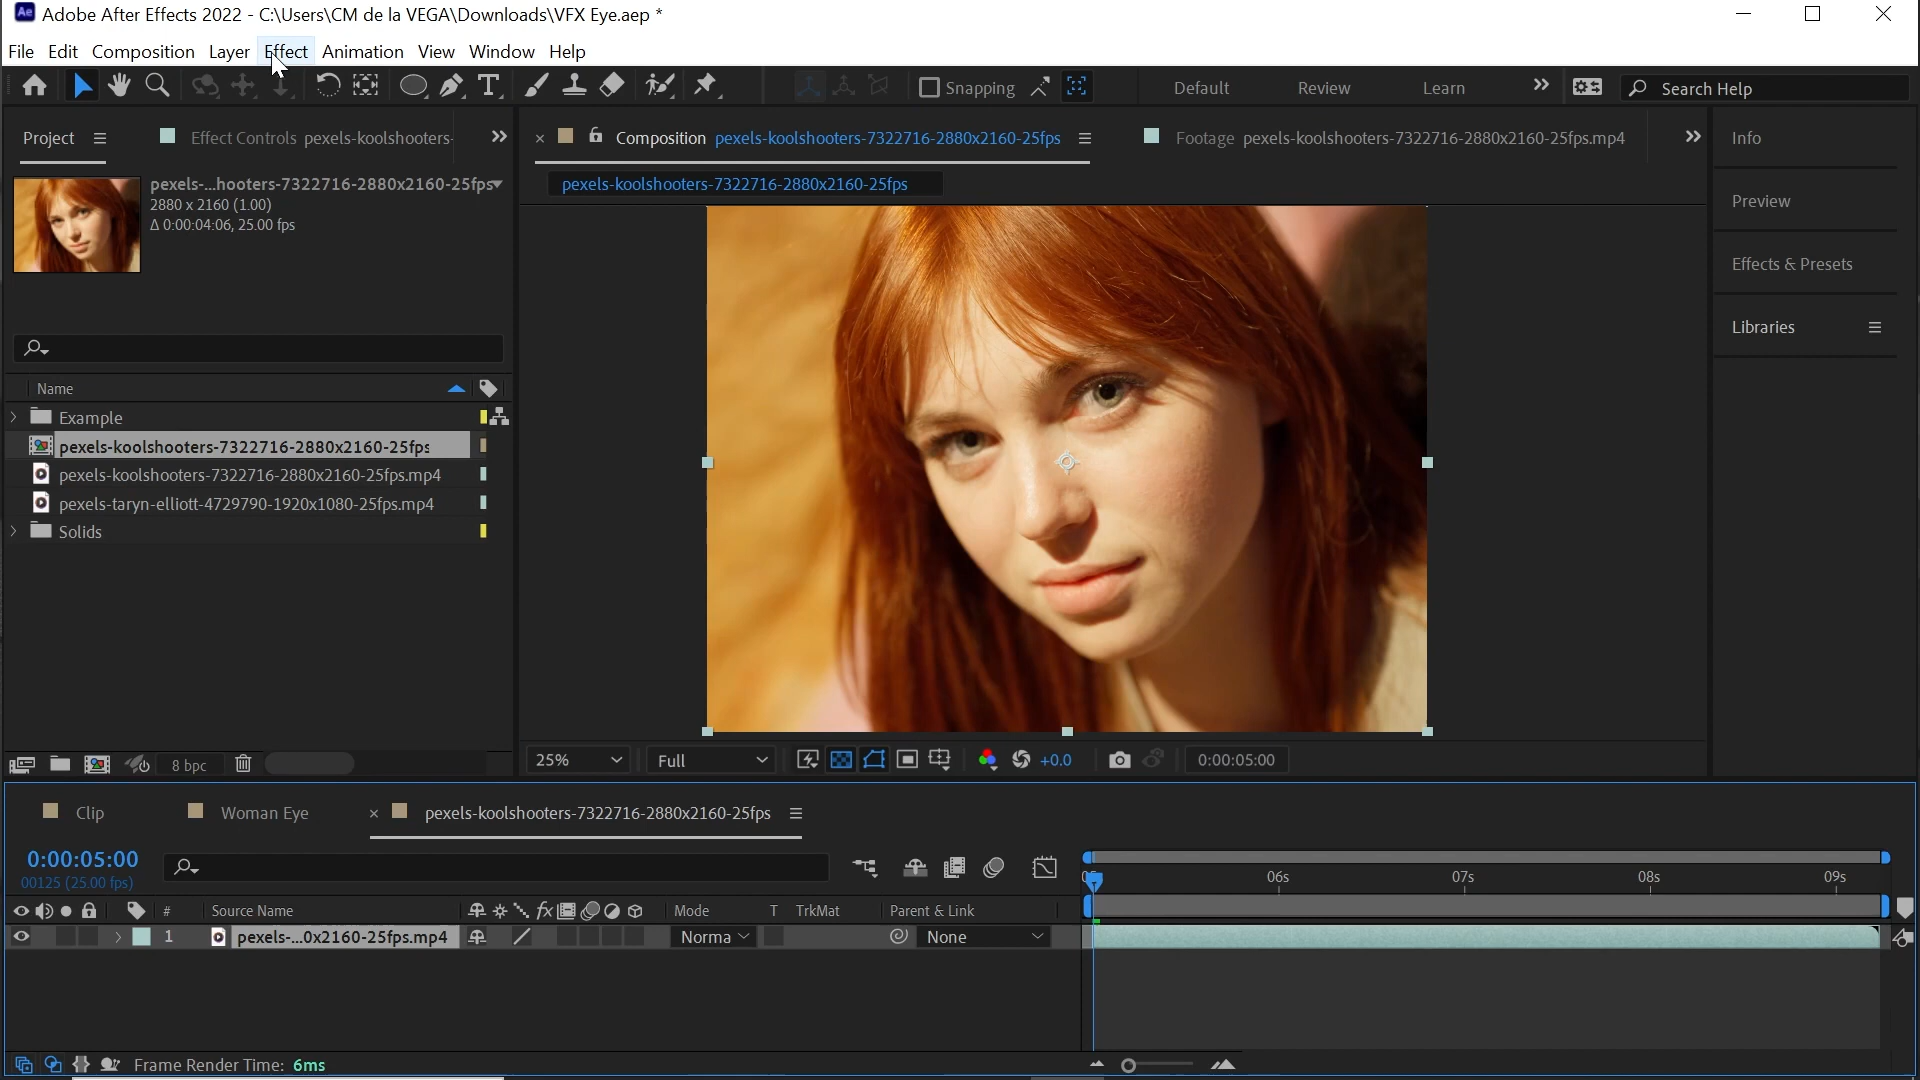 Ae Adobe After Effects 2022 - C:\Users\CM de la VEGA\Downloads\VFX Eye.aep *
File Edit Composition Layer Effect Animation View Window Help
Snapping Default Review Learn Search Help
Project Effect Controls pexels-koolshooters-
Composition pexels-koolshooters-7322716-2880x2160-25fps Footage pexels-koolshooters-7322716-2880x2160-25fps.mp4
Info
pexels-koolshooters-7322716-2880x2160-25fps
pexels-...hooters-7322716-2880x2160-25fps
2880 x 2160 (1.00)
Δ 0:00:04:06, 25.00 fps
Preview
Effects & Presets
Libraries
Name
Example
pexels-koolshooters-7322716-2880x2160-25fps
pexels-koolshooters-7322716-2880x2160-25fps.mp4
pexels-taryn-elliott-4729790-1920x1080-25fps.mp4
Solids
8 bpc
25% Full +0.0 0:00:05:00
Clip Woman Eye pexels-koolshooters-7322716-2880x2160-25fps
0:00:05:00
00125 (25.00 fps)
06s 07s 08s 09s
# Source Name fx Mode T TrkMat Parent & Link
1 pexels-...0x2160-25fps.mp4 Norma None
Frame Render Time: 6ms